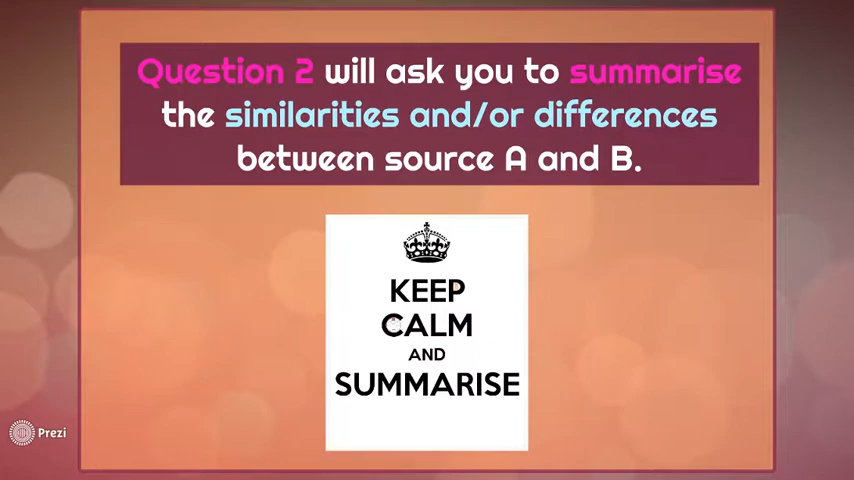 Question 2 will ask you to summarise
the similarities and/or differences
between source A and B.
KEEP
CALM
AND
SUMMARISE
Prezi